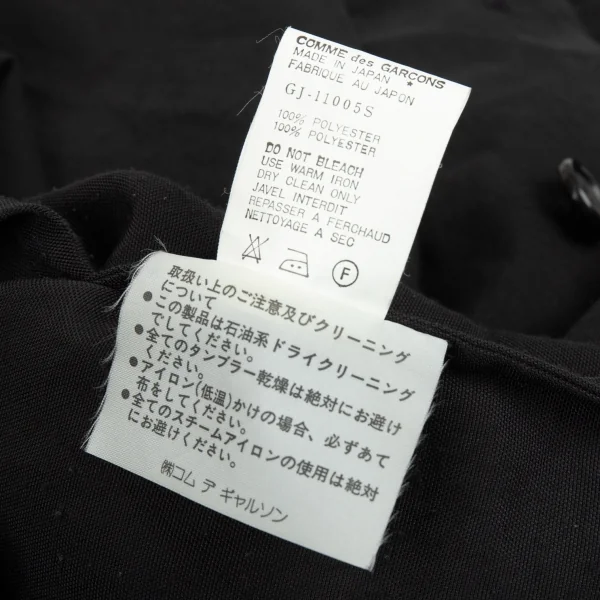 COMME des GARCONS
MADE IN JAPAN ★
FABRIQUE AU JAPON
GJ-11005S
100% POLYESTER
100% POLYESTER
DO NOT BLEACH
USE WARM IRON
DRY CLEAN ONLY
JAVEL INTERDIT
REPASSER A FERCHAUD
NETTOYAGE A SEC
F
取扱い上のご注意及びクリーニング
について
●この製品は石油系ドライクリーニング
でしてください。
●全てのタンブラー乾燥は絶対にお避け
ください。
●アイロン(低温)かけの場合、必ずあて
布をしてください。
●全てのスチームアイロンの使用は絶対
にお避けください。
㈱コム デ ギャルソン